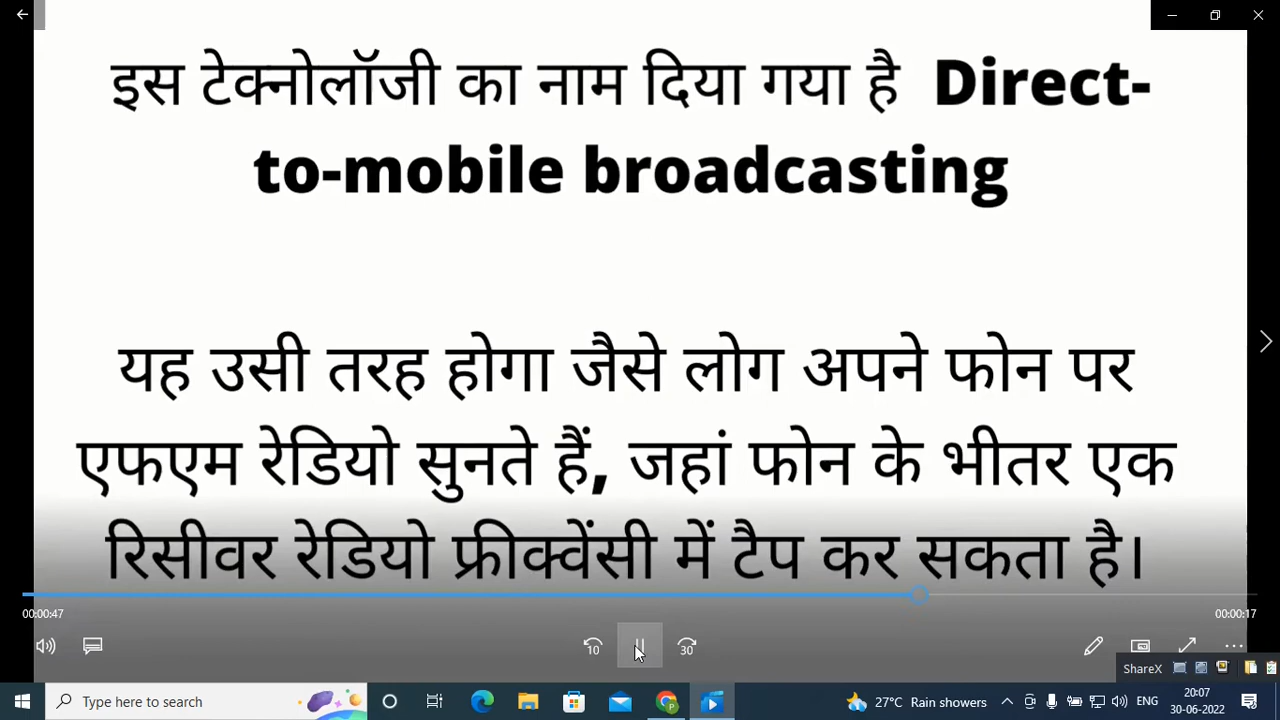 इस टेक्नोलॉजी का नाम दिया गया है Direct-
to-mobile broadcasting
यह उसी तरह होगा जैसे लोग अपने फोन पर
एफएम रेडियो सुनते हैं, जहां फोन के भीतर एक
रिसीवर रेडियो फ्रीक्वेंसी में टैप कर सकता है।
00:00:47
00:00:17
10
30
ShareX
Type here to search
27°C Rain showers
ENG
20:07
30-06-2022